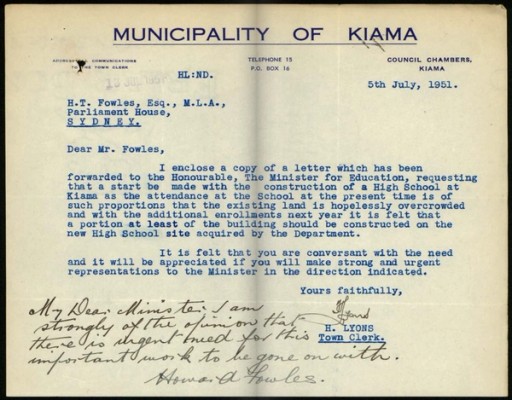 MUNICIPALITY OF KIAMA
ADDRESS ALL COMMUNICATIONS
TO THE TOWN CLERK
TELEPHONE 15
P.O. BOX 16
COUNCIL CHAMBERS,
KIAMA
HL:ND.
5th July, 1951.
H.T. Fowles, Esq., M.L.A.,
Parliament House,
SYDNEY.
Dear Mr. Fowles,
I enclose a copy of a letter which has been
forwarded to the Honourable, The Minister for Education, requesting
that a start be made with the construction of a High School at
Kiama as the attendance at the School at the present time is of
such proportions that the existing land is hopelessly overcrowded
and with the additional enrollments next year it is felt that
a portion at least of the building should be constructed on the
new High School site acquired by the Department.
It is felt that you are conversant with the need
and it will be appreciated if you will make strong and urgent
representations to the Minister in the direction indicated.
Yours faithfully,
H Lyons
H. LYONS
Town Clerk.
My Dear Minister I am
strongly of the opinion that
there is urgent need for this
important work to be gone on with.
Howard Fowles.